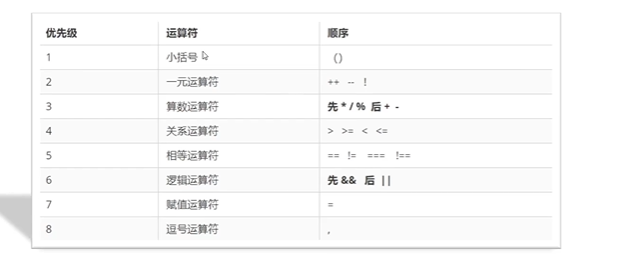 优先级 运算符 顺序
1 小括号 ()
2 一元运算符 ++ -- !
3 算数运算符 先 * / % 后 + -
4 关系运算符 > >= < <=
5 相等运算符 == != === !==
6 逻辑运算符 先 && 后 ||
7 赋值运算符 =
8 逗号运算符 ,